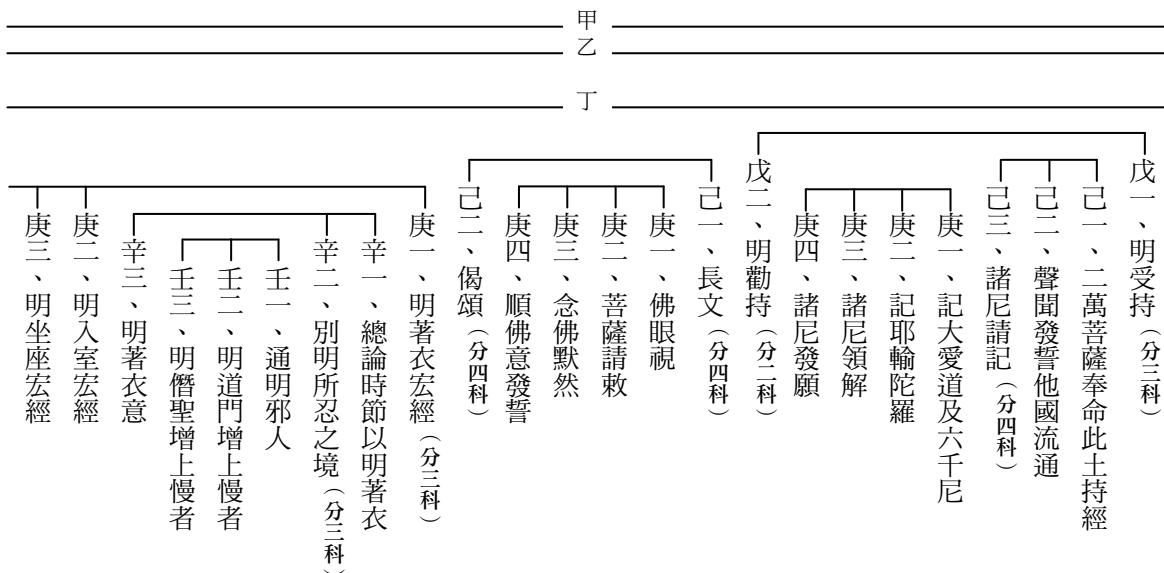 甲
乙
丁
戊一、明受持（分三科）
己一、二萬菩薩奉命此土持經
己二、聲聞發誓他國流通
己三、諸尼請記（分四科）
庚一、記大愛道及六千尼
庚二、記耶輸陀羅
庚三、諸尼領解
庚四、諸尼發願
戊二、明勸持（分二科）
己一、長文（分四科）
庚一、佛眼視
庚二、菩薩請敕
庚三、念佛默然
庚四、順佛意發誓
己二、偈頌（分四科）
庚一、明著衣宏經（分三科）
辛一、總論時節以明著衣
辛二、別明所忍之境（分三科）
壬一、通明邪人
壬二、明道門增上慢者
壬三、明僭聖增上慢者
辛三、明著衣意
庚二、明入室宏經
庚三、明坐座宏經